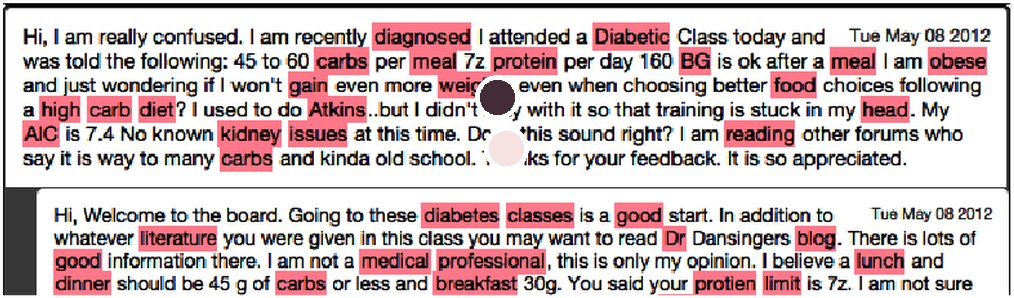 Hi, I am really confused. I am recently diagnosed I attended a Diabetic Class today and Tue May 08 2012
was told the following: 45 to 60 carbs per meal 7z protein per day 160 BG is ok after a meal I am obese
and just wondering if I won't gain even more even when choosing better food choices following
a high carb diet? I used to do Atkins..but I didn't with it so that training is stuck in my head. My
AIC is 7.4 No known kidney issues at this time. this sound right? I am reading other forums who
say it is way to many carbs and kinda old school. for your feedback. It is so appreciated.
Hi, Welcome to the board. Going to these diabetes classes is a good start. In addition to Tue May 08 2012
whatever literature you were given in this class you may want to read Dr Dansingers blog. There is lots of
good information there. I am not a medical professional, this is only my opinion. I believe a lunch and
dinner should be 45 g of carbs or less and breakfast 30g. You said your protien limit is 7z. I am not sure